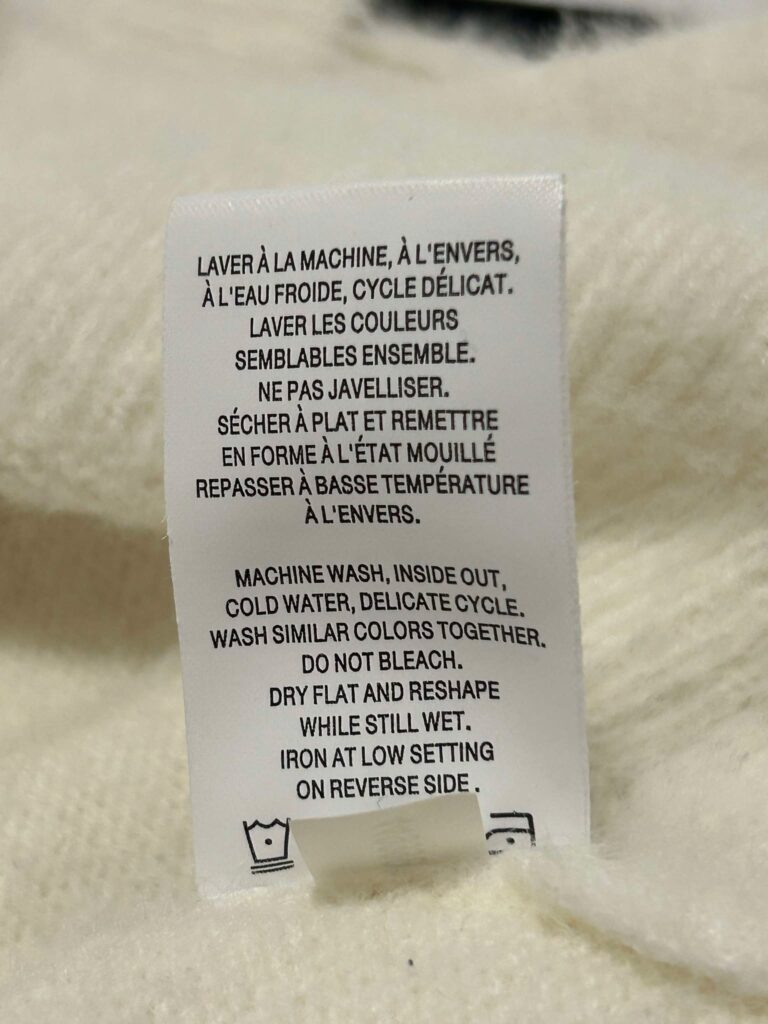 LAVER À LA MACHINE, À L'ENVERS,
À L'EAU FROIDE, CYCLE DÉLICAT.
LAVER LES COULEURS
SEMBLABLES ENSEMBLE.
NE PAS JAVELLISER.
SÉCHER À PLAT ET REMETTRE
EN FORME À L'ÉTAT MOUILLÉ
REPASSER À BASSE TEMPÉRATURE
À L'ENVERS.
MACHINE WASH, INSIDE OUT,
COLD WATER, DELICATE CYCLE.
WASH SIMILAR COLORS TOGETHER.
DO NOT BLEACH.
DRY FLAT AND RESHAPE
WHILE STILL WET.
IRON AT LOW SETTING
ON REVERSE SIDE.